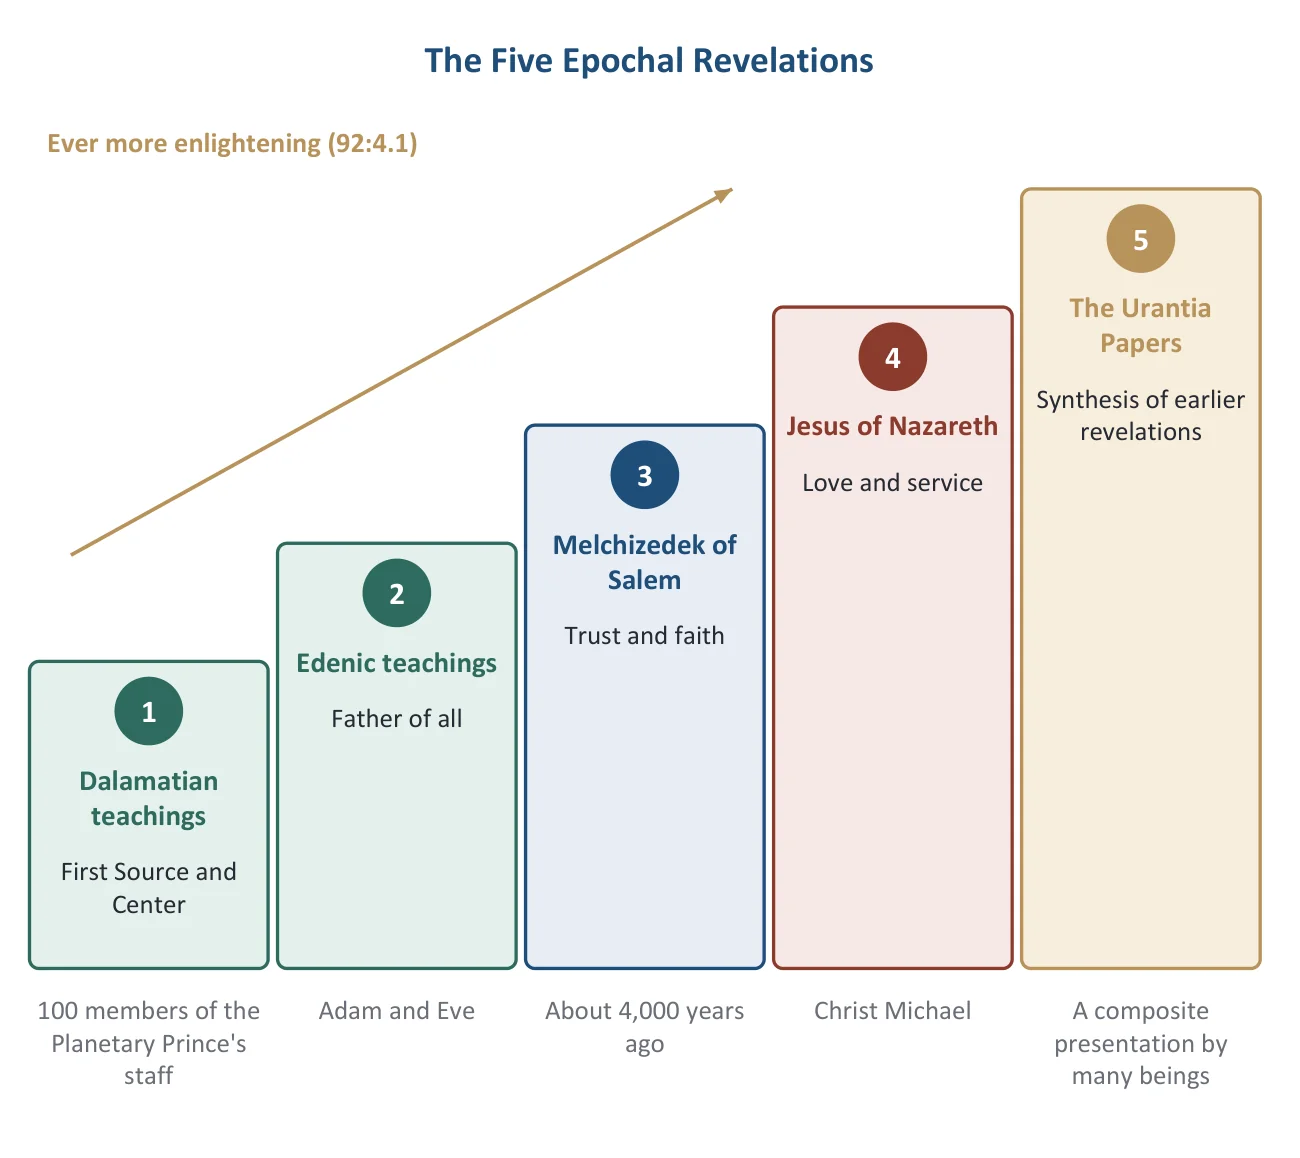 The Five Epochal Revelations
Ever more enlightening (92:4.1)
1
Dalamatian
teachings
First Source and
Center
100 members of the
Planetary Prince's
staff
2
Edenic teachings
Father of all
Adam and Eve
3
Melchizedek of
Salem
Trust and faith
About 4,000 years
ago
4
Jesus of Nazareth
Love and service
Christ Michael
5
The Urantia
Papers
Synthesis of earlier
revelations
A composite
presentation by
many beings